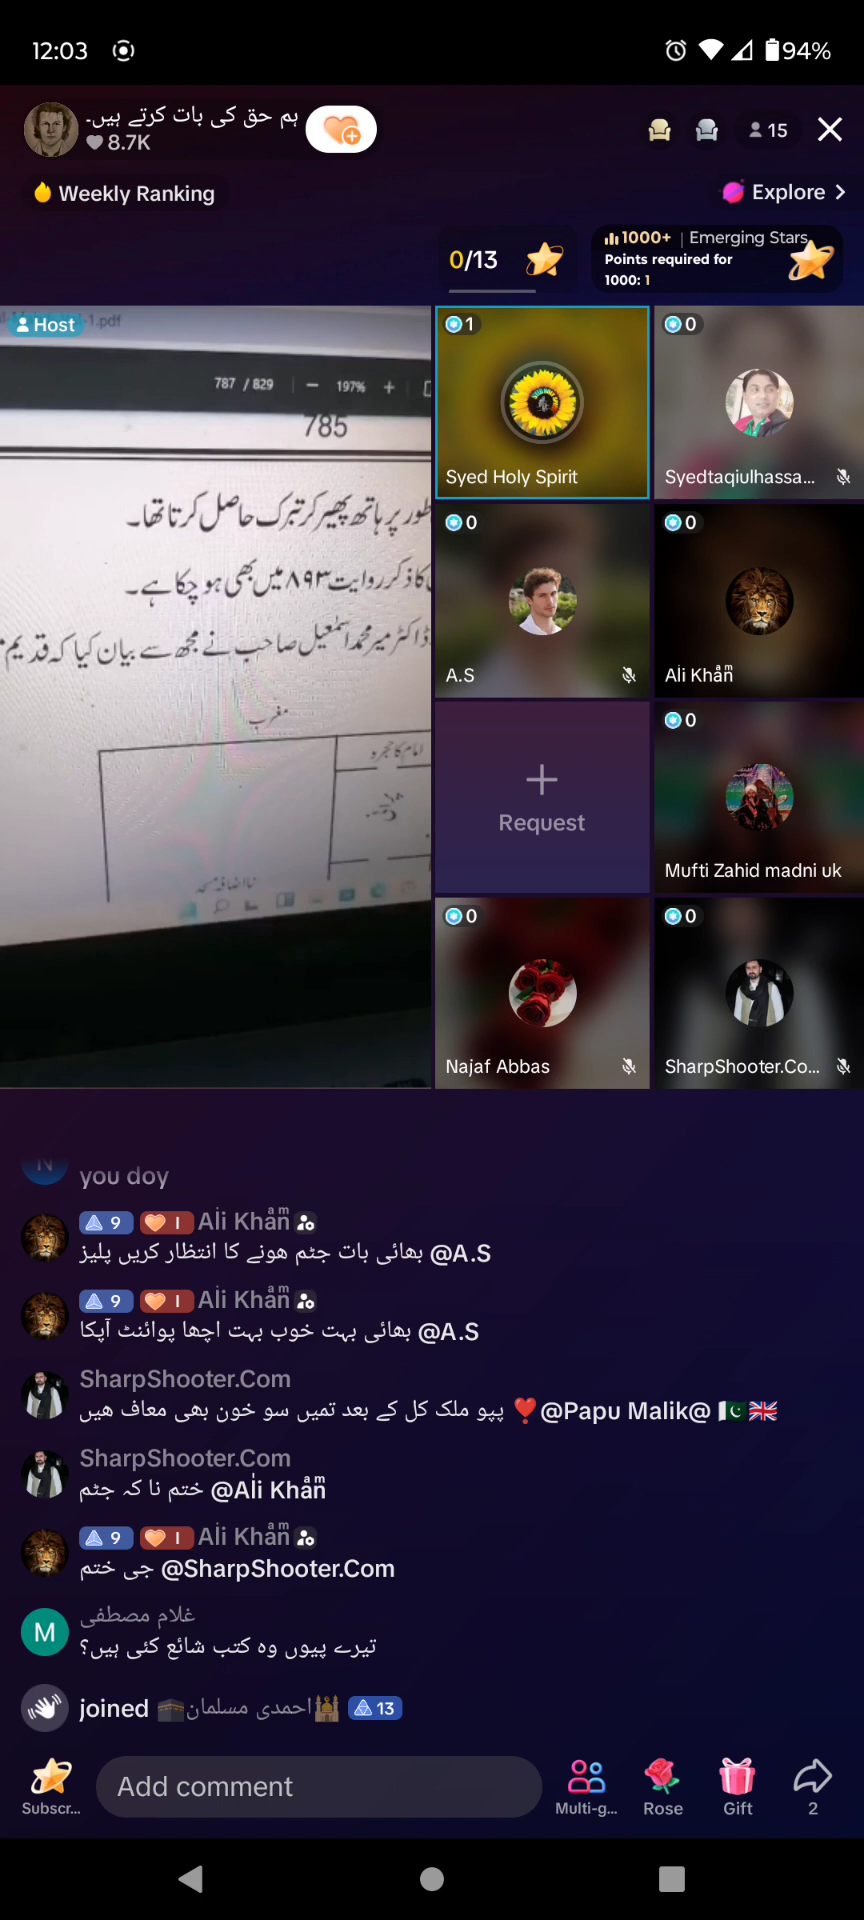 12:03
94%
ہم حق کی بات کرتے ہیں۔
8.7K
15
Weekly Ranking
Explore
0/13
1000+ | Emerging Stars
Points required for
1000: 1
Host
-1.pdf
787 / 829
197%
785
طور پر ہاتھ پھیر کر تبرک حاصل کرتا تھا۔
کا ذکر روایت ۸۹۳ میں بھی ہو چکا ہے۔
ڈاکٹر میر محمد اسمٰعیل صاحب نے مجھ سے بیان کیا کہ قدیم
مغرب
امام کا حجرہ
1
Syed Holy Spirit
0
Syedtaqiulhassa...
0
A.S
0
Ali Khan
Request
0
Mufti Zahid madni uk
0
Najaf Abbas
0
SharpShooter.Co...
N
you doy
9 I Ali Khan
بھائی بات جٹم ھونے کا انتظار کریں پلیز @A.S
9 I Ali Khan
بھائی بہت خوب بہت اچھا پوائنٹ آپکا @A.S
SharpShooter.Com
پپو ملک کل کے بعد تمیں سو خون بھی معاف ھیں ❣️@Papu Malik@ 🇵🇰🇬🇧
SharpShooter.Com
ختم نا کہ جٹم @Ali Khan
9 I Ali Khan
جی ختم @SharpShooter.Com
غلام مصطفی
M
تیرے پیوں وہ کتب شائع کئی ہیں؟
joined 🕋احمدی مسلمان🕌 13
Subscr...
Add comment
Multi-g...
Rose
Gift
2